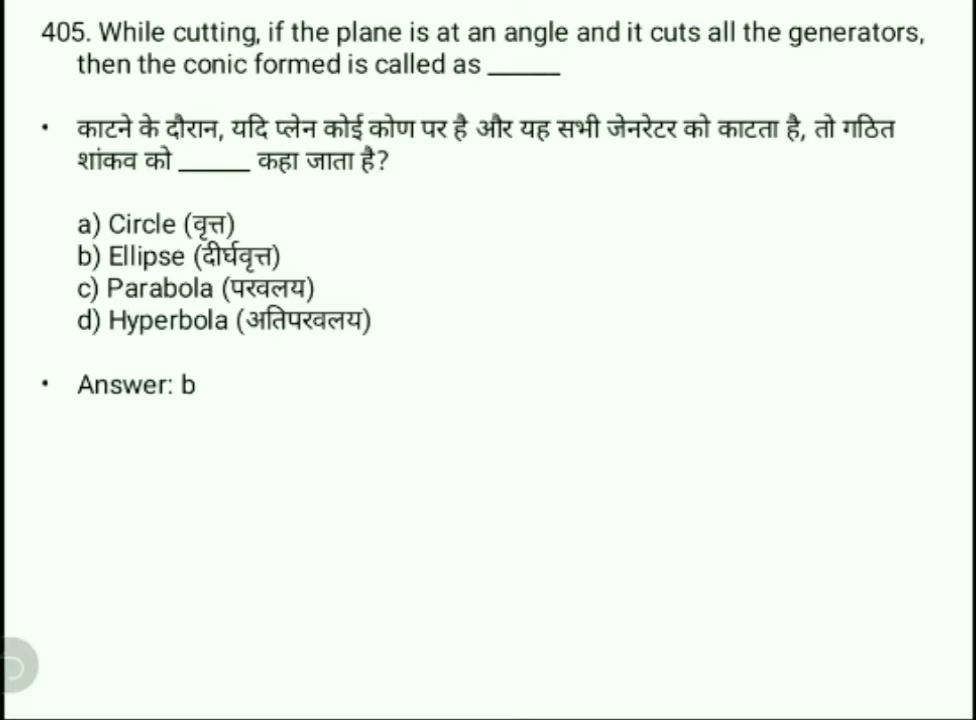 405. While cutting, if the plane is at an angle and it cuts all the generators,
then the conic formed is called as _____
• काटने के दौरान, यदि प्लेन कोई कोण पर है और यह सभी जेनरेटर को काटता है, तो गठित
शांकव को _____ कहा जाता है?
a) Circle (वृत्त)
b) Ellipse (दीर्घवृत्त)
c) Parabola (परवलय)
d) Hyperbola (अतिपरवलय)
• Answer: b